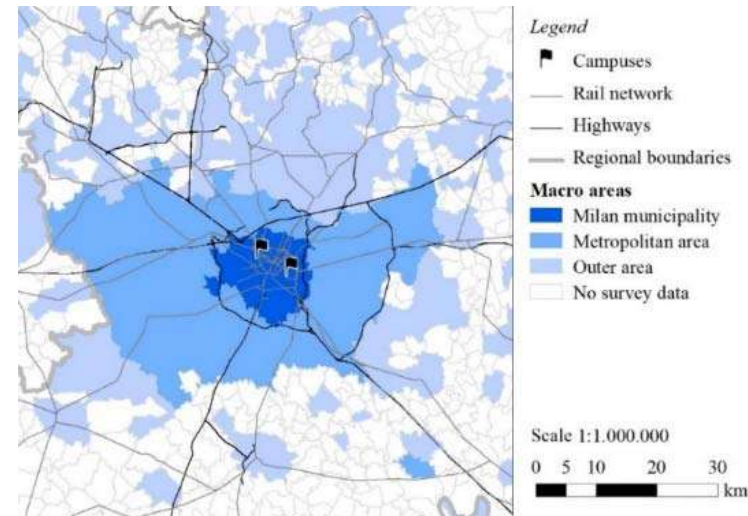 Legend
Campuses
Rail network
Highways
Regional boundaries
Macro areas
Milan municipality
Metropolitan area
Outer area
No survey data
Scale 1:1.000.000
0 5 10 20 30
km